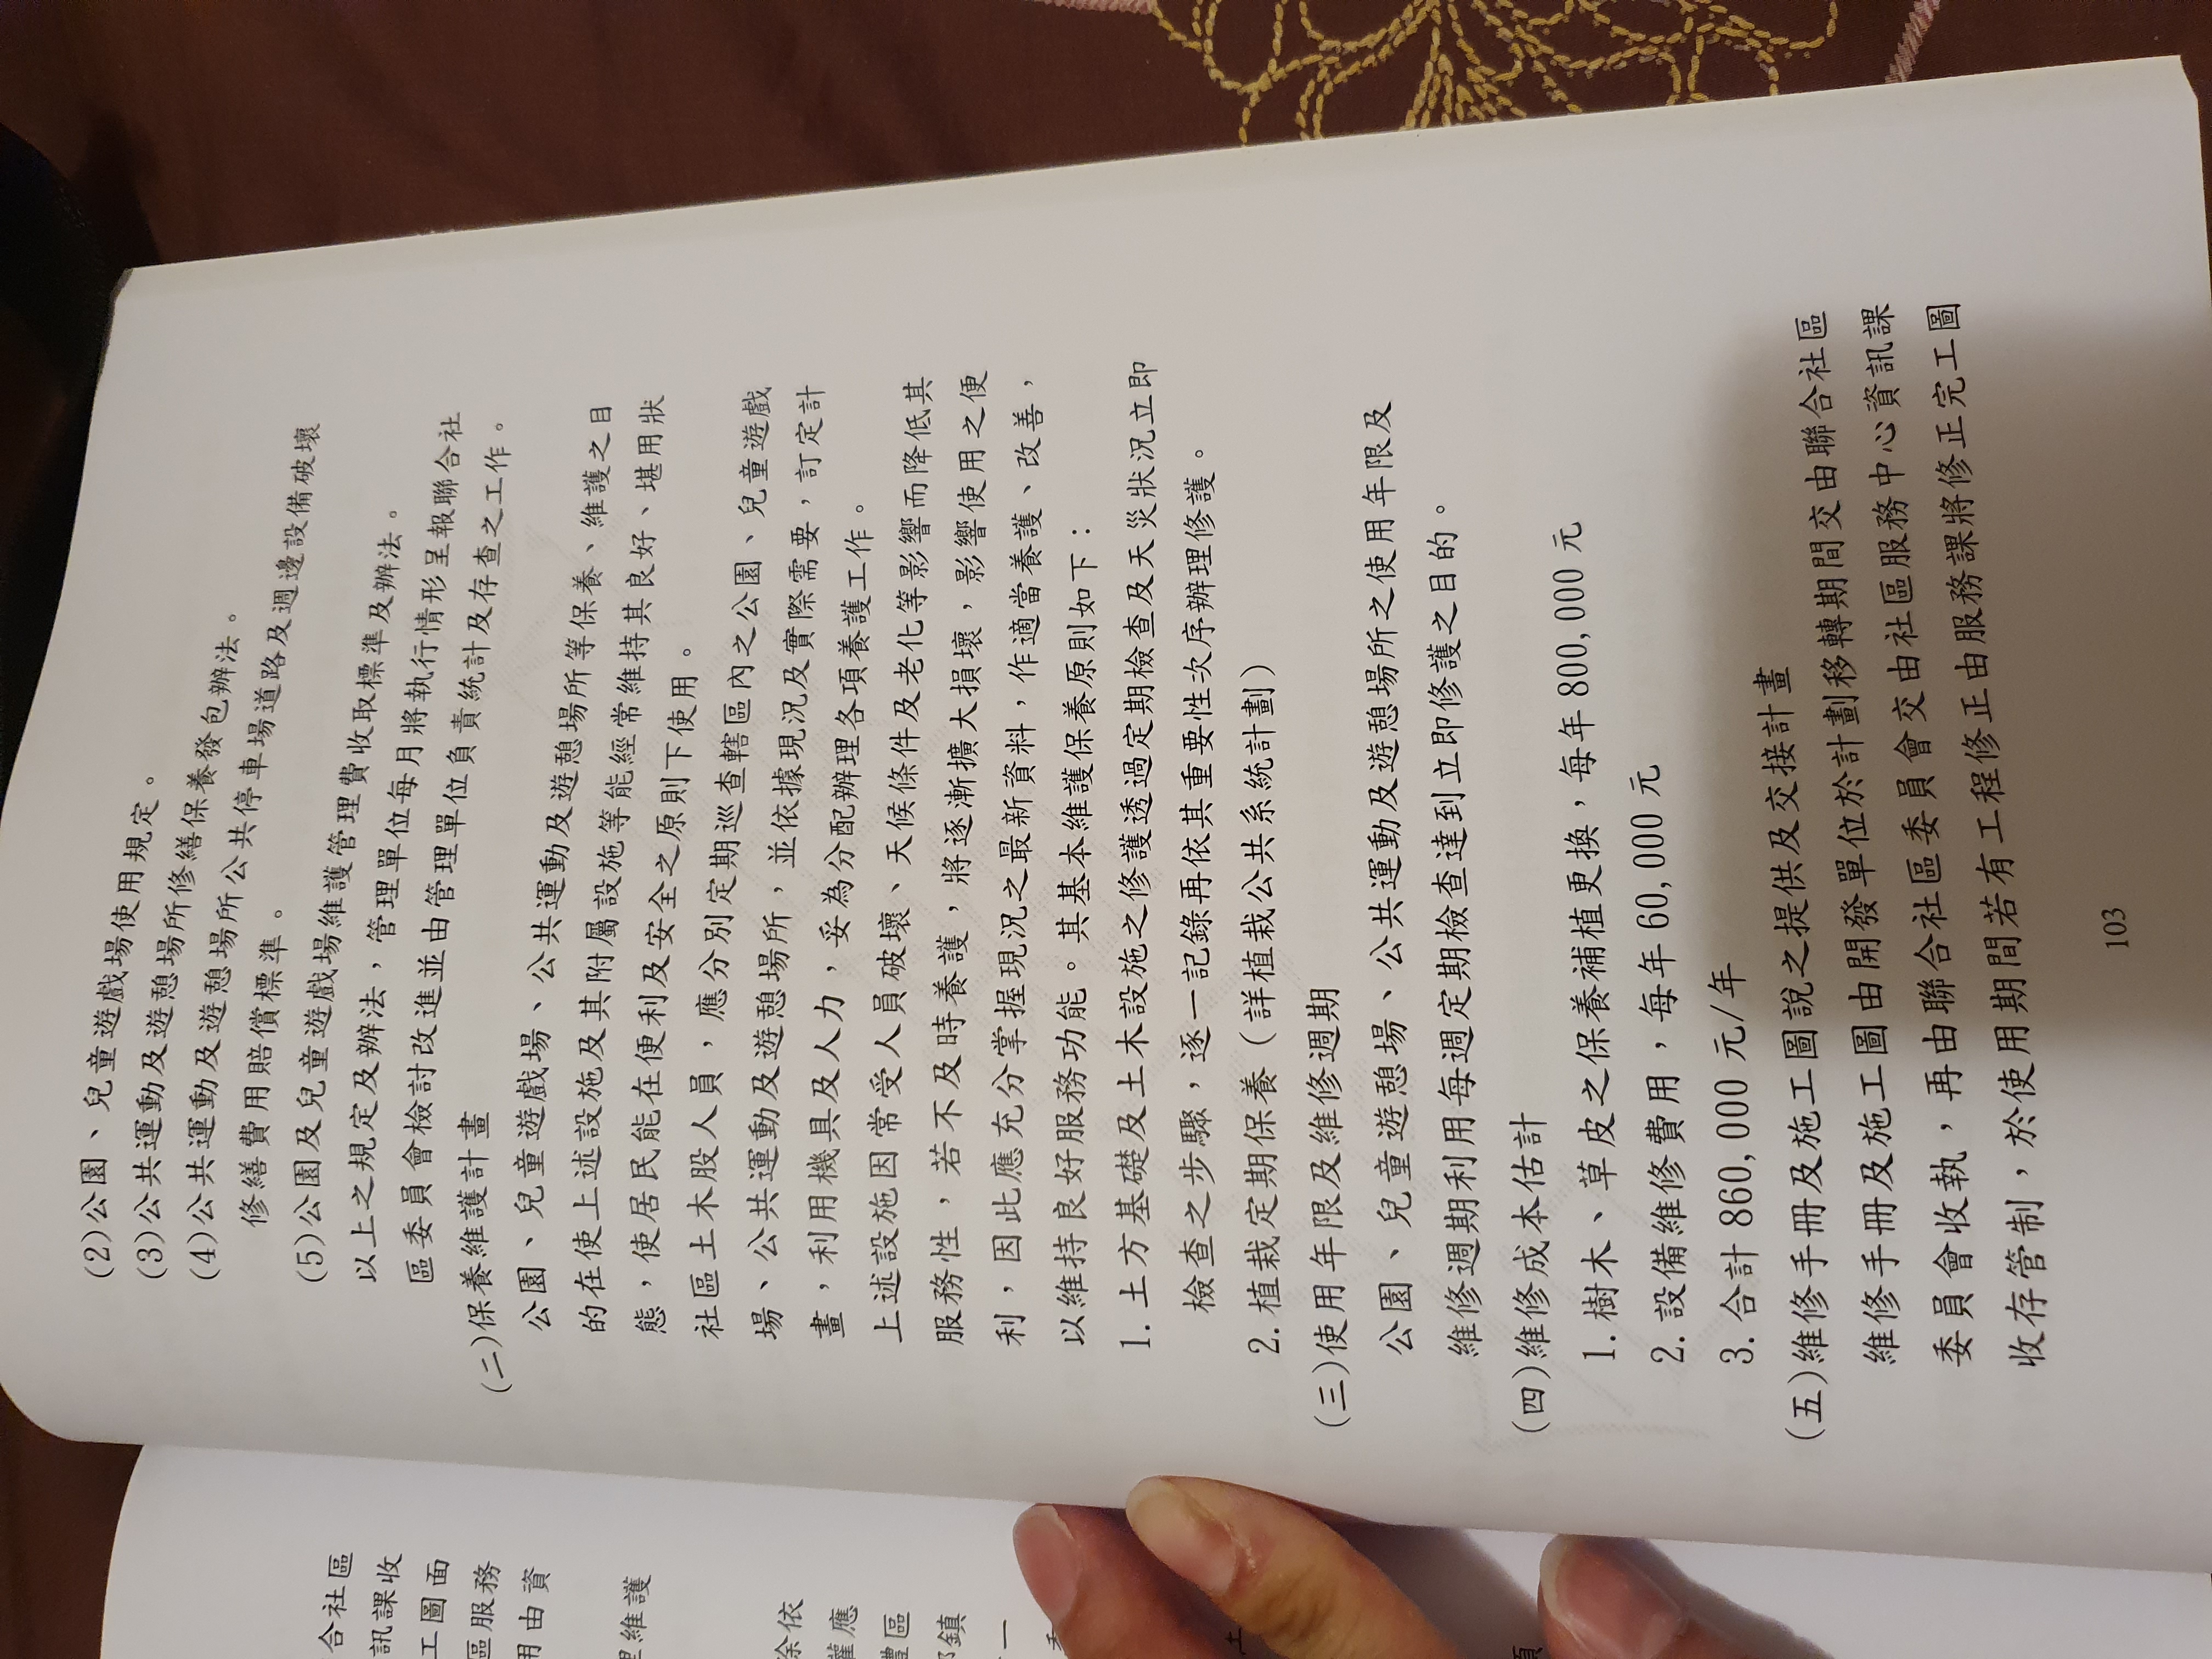 (2)公園、兒童遊戲場使用規定。
(3)公共運動及遊憩場所修繕保養發包辦法。
(4)公共運動及遊憩場所公共停車場道路及週邊設備破壞
修繕費用賠償標準。
(5)公園及兒童遊戲場維護管理費收取標準及辦法。
以上之規定及辦法，管理單位每月將執行情形呈報聯合社
區委員會檢討改進並由管理單位負責統計及存查之工作。
(二)保養維護計畫
公園、兒童遊戲場、公共運動及遊憩場所等保養、維護之目
的在使上述設施及其附屬設施等能經常維持其良好、堪用狀
態，使居民能在便利及安全之原則下使用。
社區土木股人員，應分別定期巡查轄區內之公園、兒童遊戲
場、公共運動及遊憩場所，並依據現況及實際需要，訂定計
畫，利用機具及人力，妥為分配辦理各項養護工作。
上述設施因常受人員破壞、天候條件及老化等影響而降低其
服務性，若不及時養護，將逐漸擴大損壞，影響使用之便
利，因此應充分掌握現況之最新資料，作適當養護、改善，
以維持良好服務功能。其基本維護保養原則如下：
1.土方基礎及土木設施之修護透過定期檢查及天災狀況立即
檢查之步驟，逐一記錄再依其重要性次序辦理修護。
2.植栽定期保養（詳植栽公共系統計劃）
(三)使用年限及維修週期
公園、兒童遊憩場、公共運動及遊憩場所之使用年限及
維修週期利用每週定期檢查達到立即修護之目的。
(四)維修成本估計
1.樹木、草皮之保養補植更換，每年 800,000 元
2.設備維修費用，每年 60,000 元
3.合計 860,000 元/年
(五)維修手冊及施工圖說之提供及交接計畫
維修手冊及施工圖由開發單位於計劃移轉期間交由聯合社區
委員會收執，再由聯合社區委員會交由社區服務中心資訊課
收存管制，於使用期間若有工程修正由服務課將修正完工圖
103
合社區
訊課收
工圖面
區服務
用由資
維護
除依
應
區
鎮
一
土